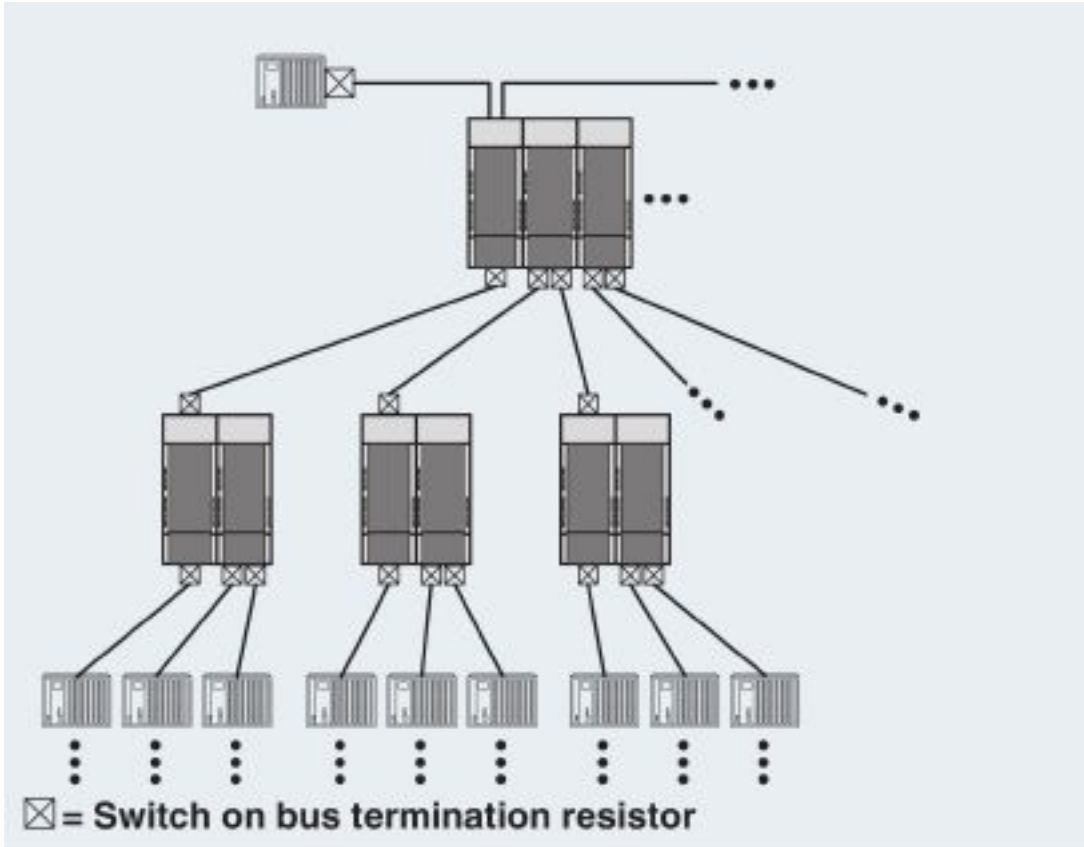 = Switch on bus termination resistor